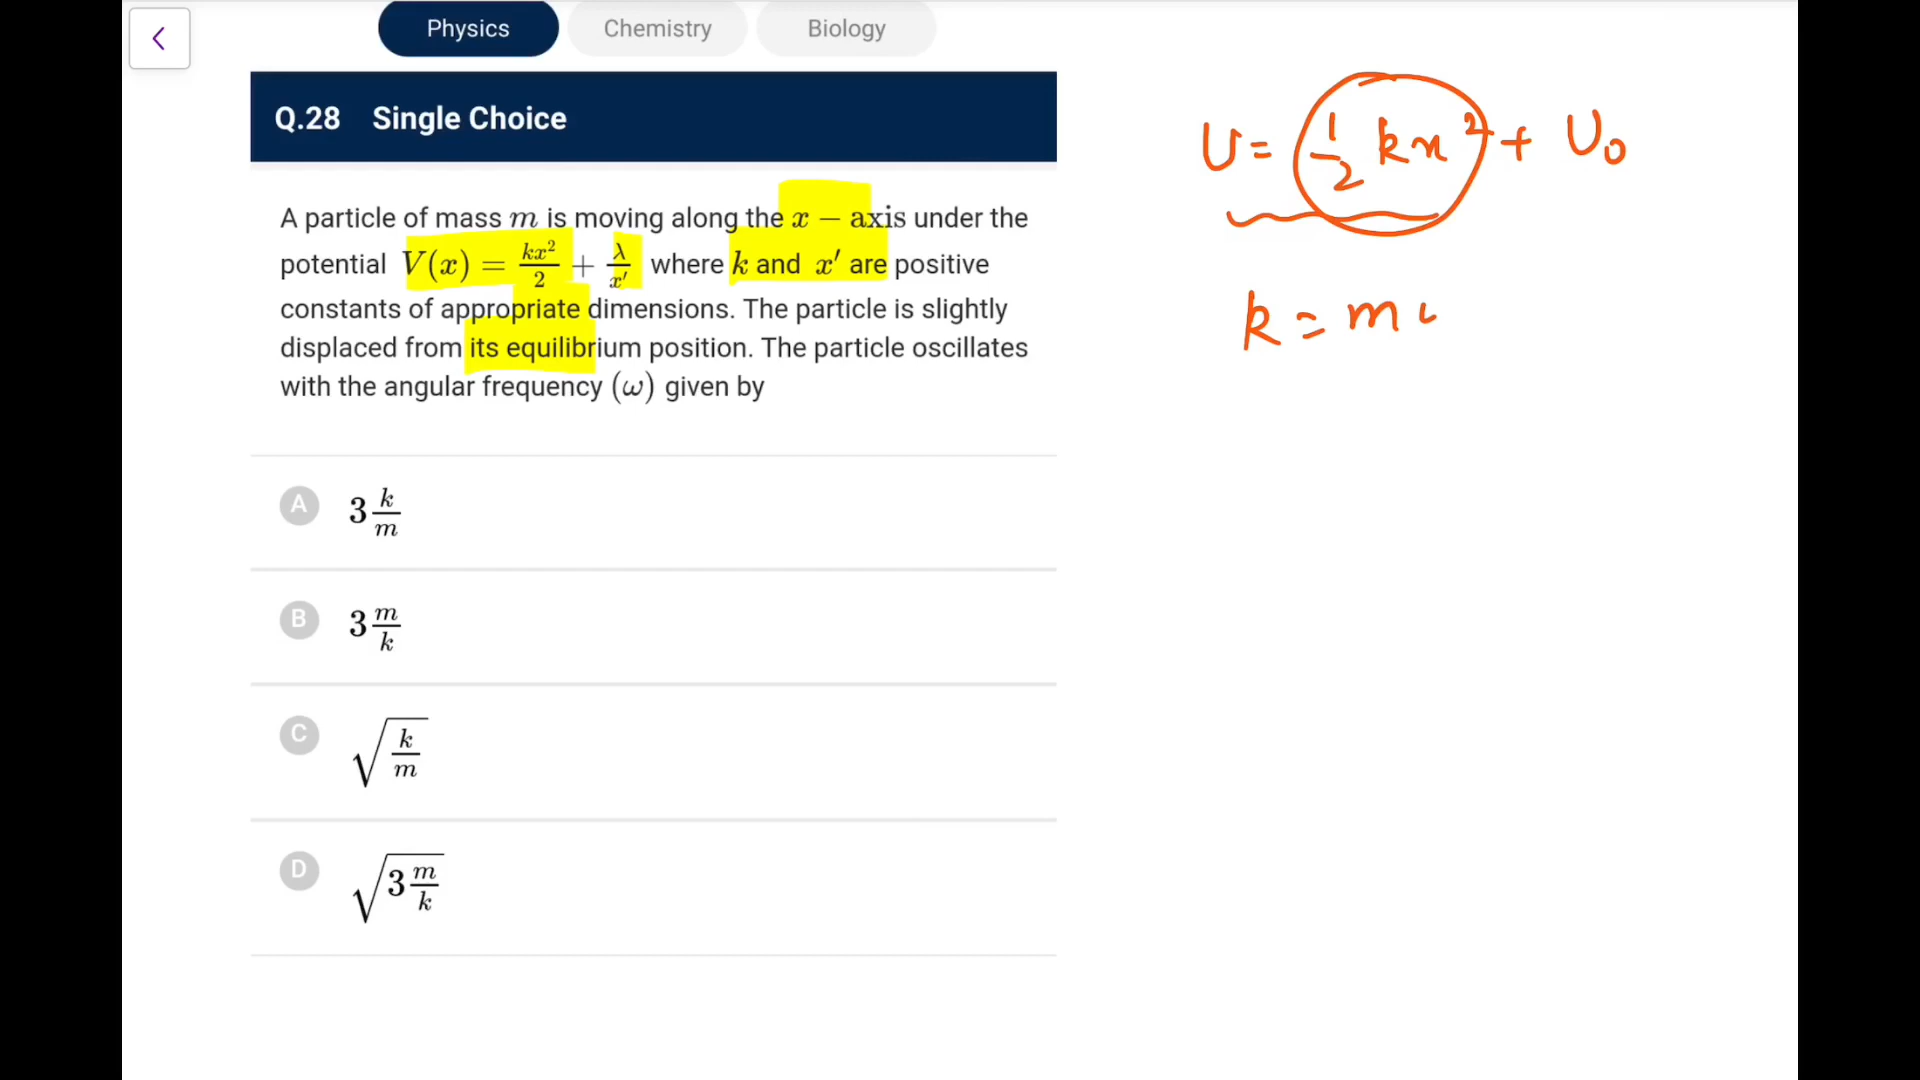 Physics
Chemistry
Biology
Q.28 Single Choice
A particle of mass m is moving along the x − axis under the
potential V(x) = kx²/2 + λ/x′ where k and x′ are positive
constants of appropriate dimensions. The particle is slightly
displaced from its equilibrium position. The particle oscillates
with the angular frequency (ω) given by
A 3 k/m
B 3 m/k
C √(k/m)
D √(3 m/k)
U = 1/2 kx² + U₀
k = m